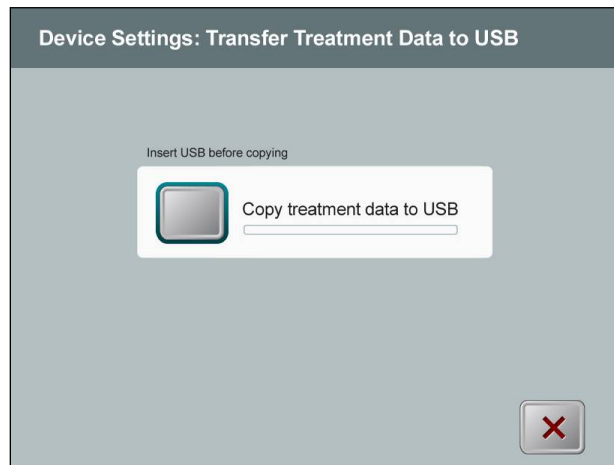 Device Settings: Transfer Treatment Data to USB
Insert USB before copying
Copy treatment data to USB